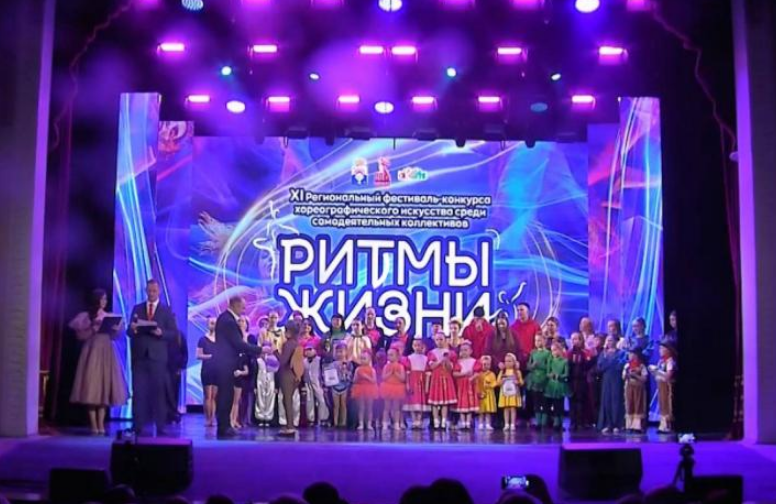 XI Региональный фестиваль-конкурса
хореографического искусства среди
самодеятельных коллективов
РИТМЫ
ЖИЗНИ